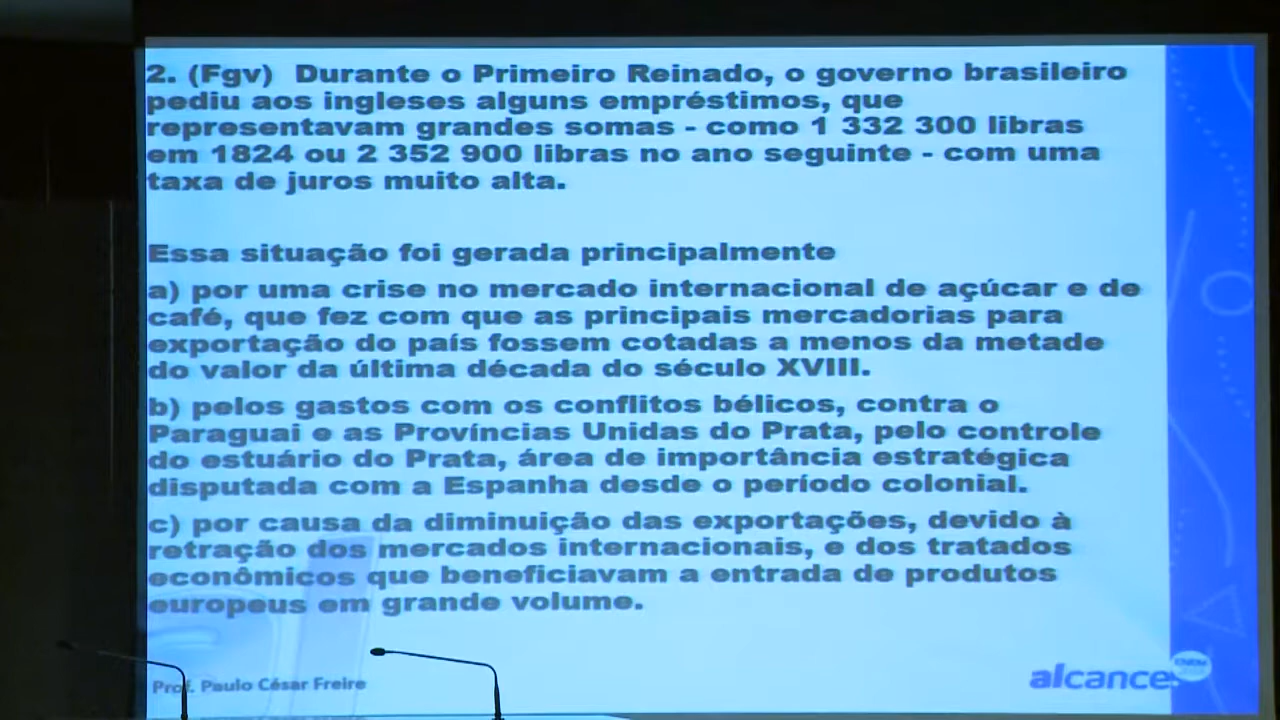 2. (Fgv) Durante o Primeiro Reinado, o governo brasileiro
pediu aos ingleses alguns empréstimos, que
representavam grandes somas - como 1 332 300 libras
em 1824 ou 2 352 900 libras no ano seguinte - com uma
taxa de juros muito alta.
Essa situação foi gerada principalmente
a) por uma crise no mercado internacional de açúcar e de
café, que fez com que as principais mercadorias para
exportação do país fossem cotadas a menos da metade
do valor da última década do século XVIII.
b) pelos gastos com os conflitos bélicos, contra o
Paraguai e as Províncias Unidas do Prata, pelo controle
do estuário do Prata, área de importância estratégica
disputada com a Espanha desde o período colonial.
c) por causa da diminuição das exportações, devido à
retração dos mercados internacionais, e dos tratados
econômicos que beneficiavam a entrada de produtos
europeus em grande volume.
Prof. Paulo César Freire
alcance
ENEM